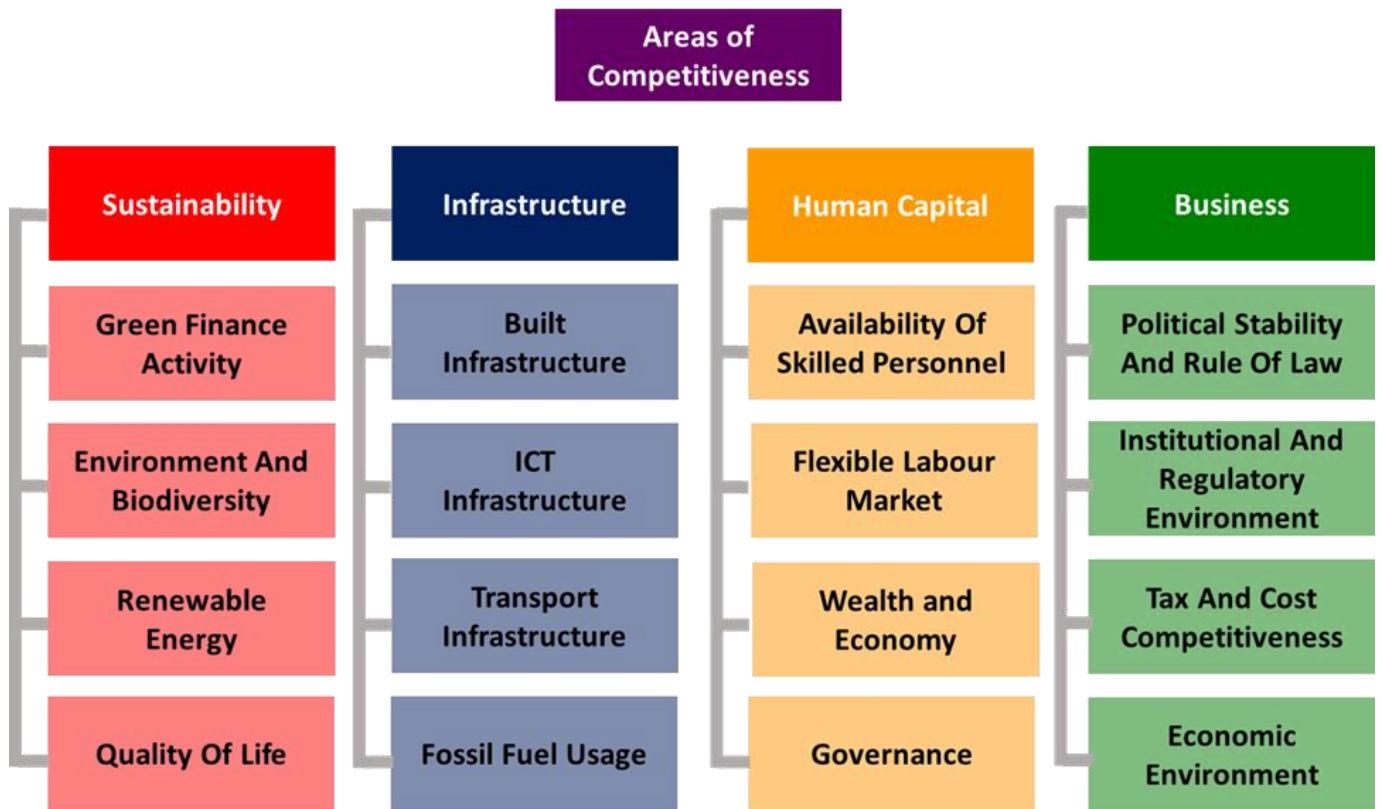 Areas of
Competitiveness
Sustainability
Green Finance
Activity
Environment And
Biodiversity
Renewable
Energy
Quality Of Life
Infrastructure
Built
Infrastructure
ICT
Infrastructure
Transport
Infrastructure
Fossil Fuel Usage
Human Capital
Availability Of
Skilled Personnel
Flexible Labour
Market
Wealth and
Economy
Governance
Business
Political Stability
And Rule Of Law
Institutional And
Regulatory
Environment
Tax And Cost
Competitiveness
Economic
Environment